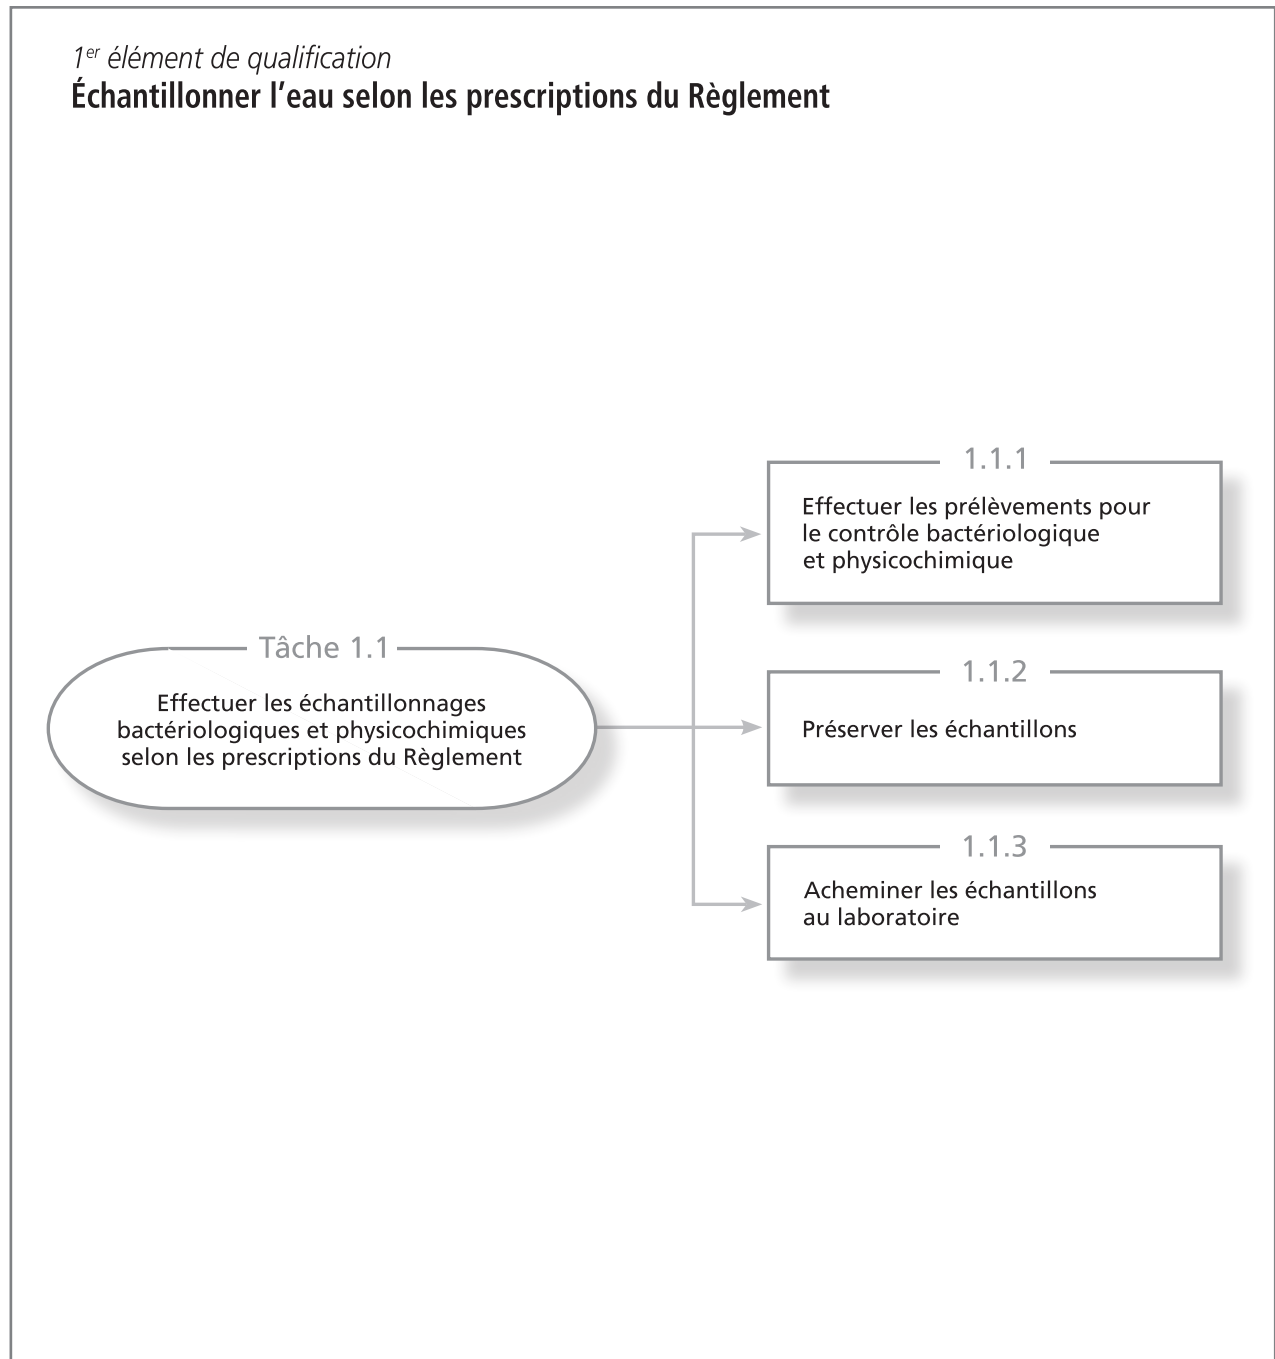 1er élément de qualification
Échantillonner l’eau selon les prescriptions du Règlement
Tâche 1.1
Effectuer les échantillonnages
bactériologiques et physicochimiques
selon les prescriptions du Règlement
1.1.1
Effectuer les prélèvements pour
le contrôle bactériologique
et physicochimique
1.1.2
Préserver les échantillons
1.1.3
Acheminer les échantillons
au laboratoire